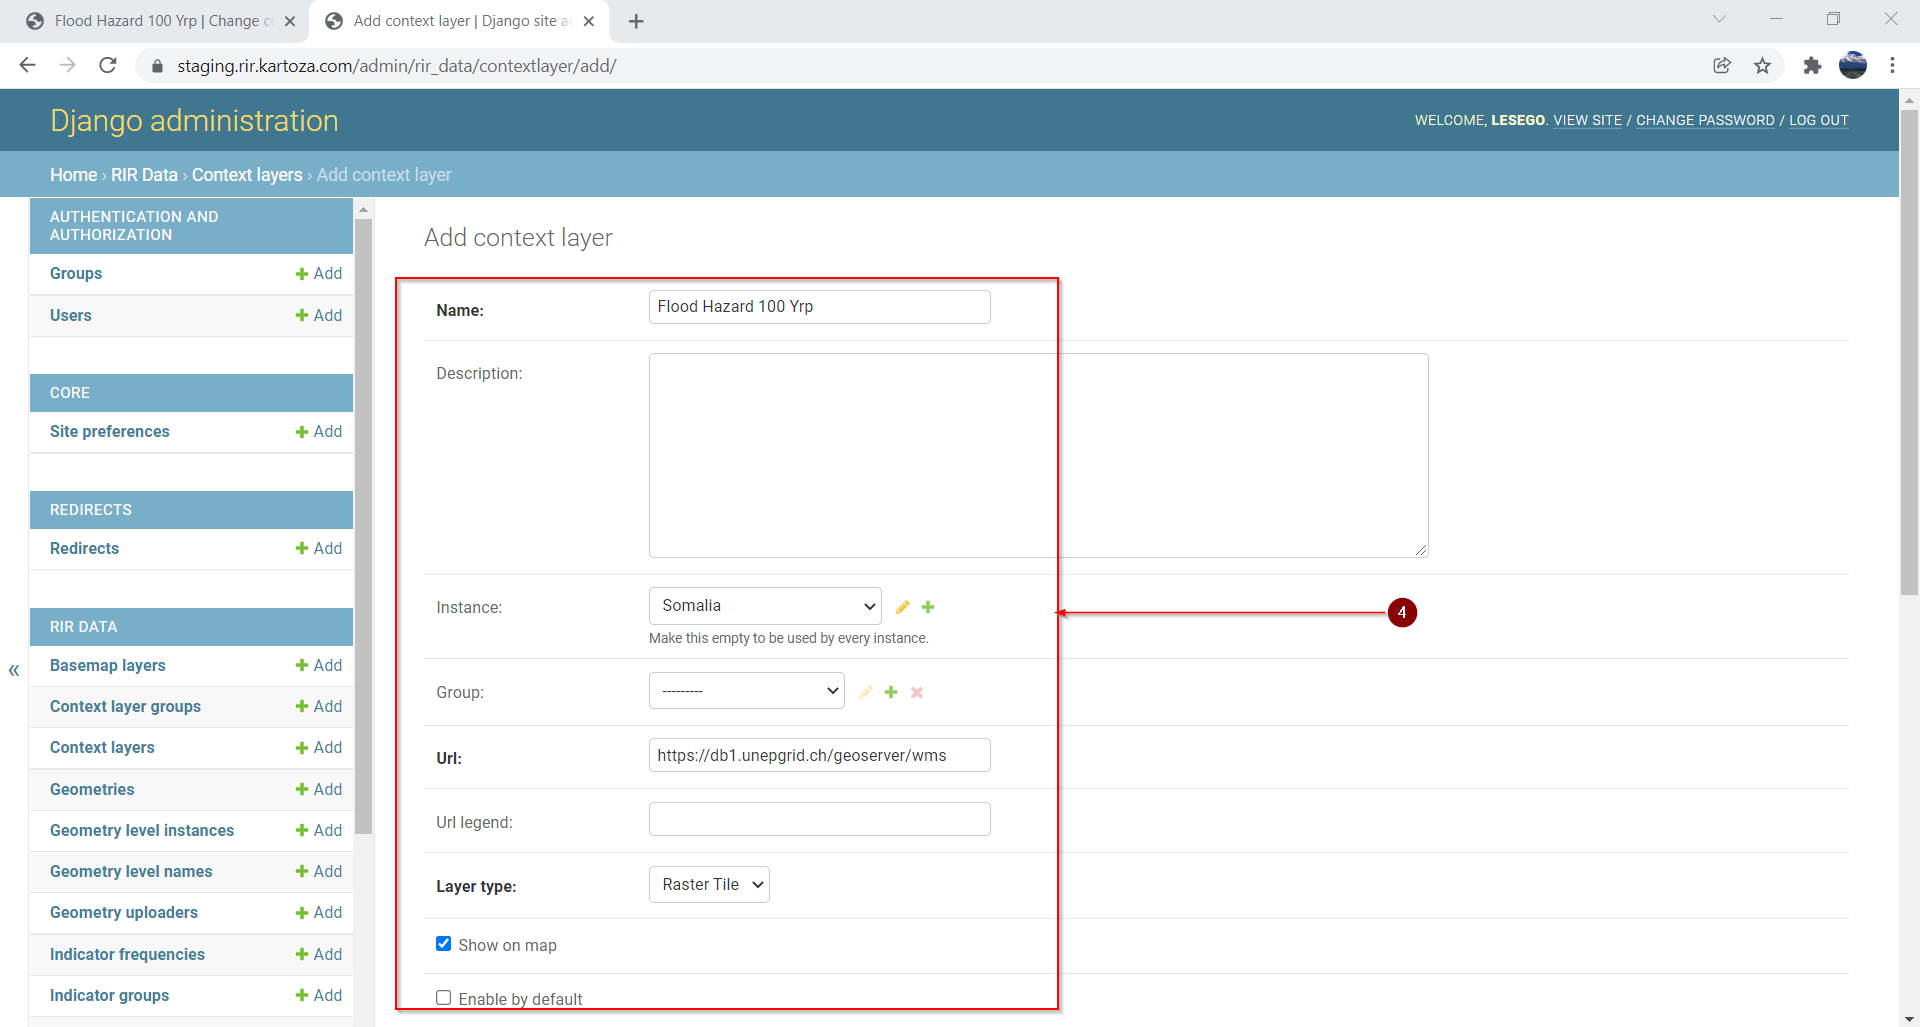 Flood Hazard 100 Yrp | Change c
Add context layer | Django site a
staging.rir.kartoza.com/admin/rir_data/contextlayer/add/
Django administration
WELCOME, LESEGO. VIEW SITE / CHANGE PASSWORD / LOG OUT
Home › RIR Data › Context layers › Add context layer
AUTHENTICATION AND
AUTHORIZATION
Groups
Add
Users
Add
CORE
Site preferences
Add
REDIRECTS
Redirects
Add
RIR DATA
Basemap layers
Add
Context layer groups
Add
Context layers
Add
Geometries
Add
Geometry level instances
Add
Geometry level names
Add
Geometry uploaders
Add
Indicator frequencies
Add
Indicator groups
Add
«
Add context layer
Name:
Flood Hazard 100 Yrp
Description:
Instance:
Somalia
Make this empty to be used by every instance.
4
Group:
---------
Url:
https://db1.unepgrid.ch/geoserver/wms
Url legend:
Layer type:
Raster Tile
Show on map
Enable by default